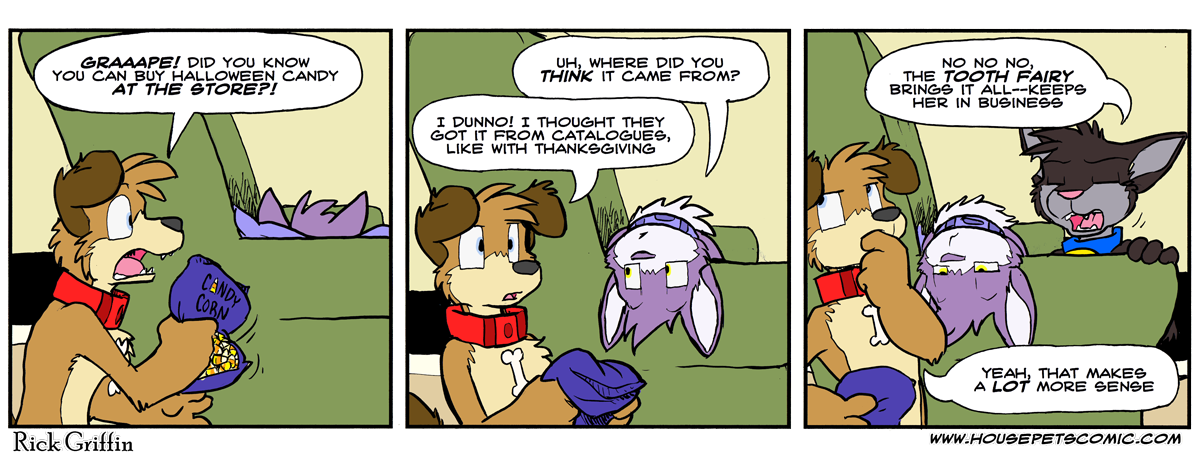 GRAAAPE! DID YOU KNOW
YOU CAN BUY HALLOWEEN CANDY
AT THE STORE?!
CANDY
CORN
UH, WHERE DID YOU
THINK IT CAME FROM?
I DUNNO! I THOUGHT THEY
GOT IT FROM CATALOGUES,
LIKE WITH THANKSGIVING
NO NO NO,
THE TOOTH FAIRY
BRINGS IT ALL--KEEPS
HER IN BUSINESS
YEAH, THAT MAKES
A LOT MORE SENSE
Rick Griffin
WWW.HOUSEPETSCOMIC.COM